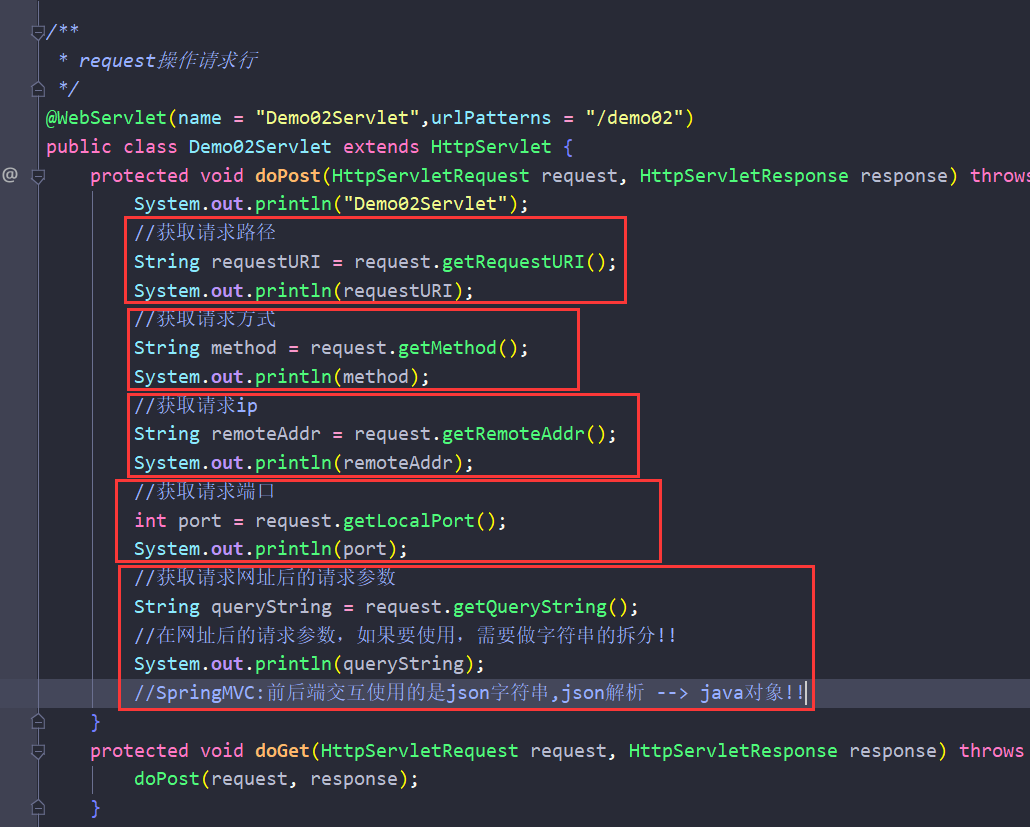 /**
 * request操作请求行
 */
@WebServlet(name = "Demo02Servlet",urlPatterns = "/demo02")
public class Demo02Servlet extends HttpServlet {
@
protected void doPost(HttpServletRequest request, HttpServletResponse response) throws
System.out.println("Demo02Servlet");
//获取请求路径
String requestURI = request.getRequestURI();
System.out.println(requestURI);
//获取请求方式
String method = request.getMethod();
System.out.println(method);
//获取请求ip
String remoteAddr = request.getRemoteAddr();
System.out.println(remoteAddr);
//获取请求端口
int port = request.getLocalPort();
System.out.println(port);
//获取请求网址后的请求参数
String queryString = request.getQueryString();
//在网址后的请求参数，如果要使用，需要做字符串的拆分!!
System.out.println(queryString);
//SpringMVC:前后端交互使用的是json字符串,json解析 --> java对象!!
}
protected void doGet(HttpServletRequest request, HttpServletResponse response) throws
doPost(request, response);
}